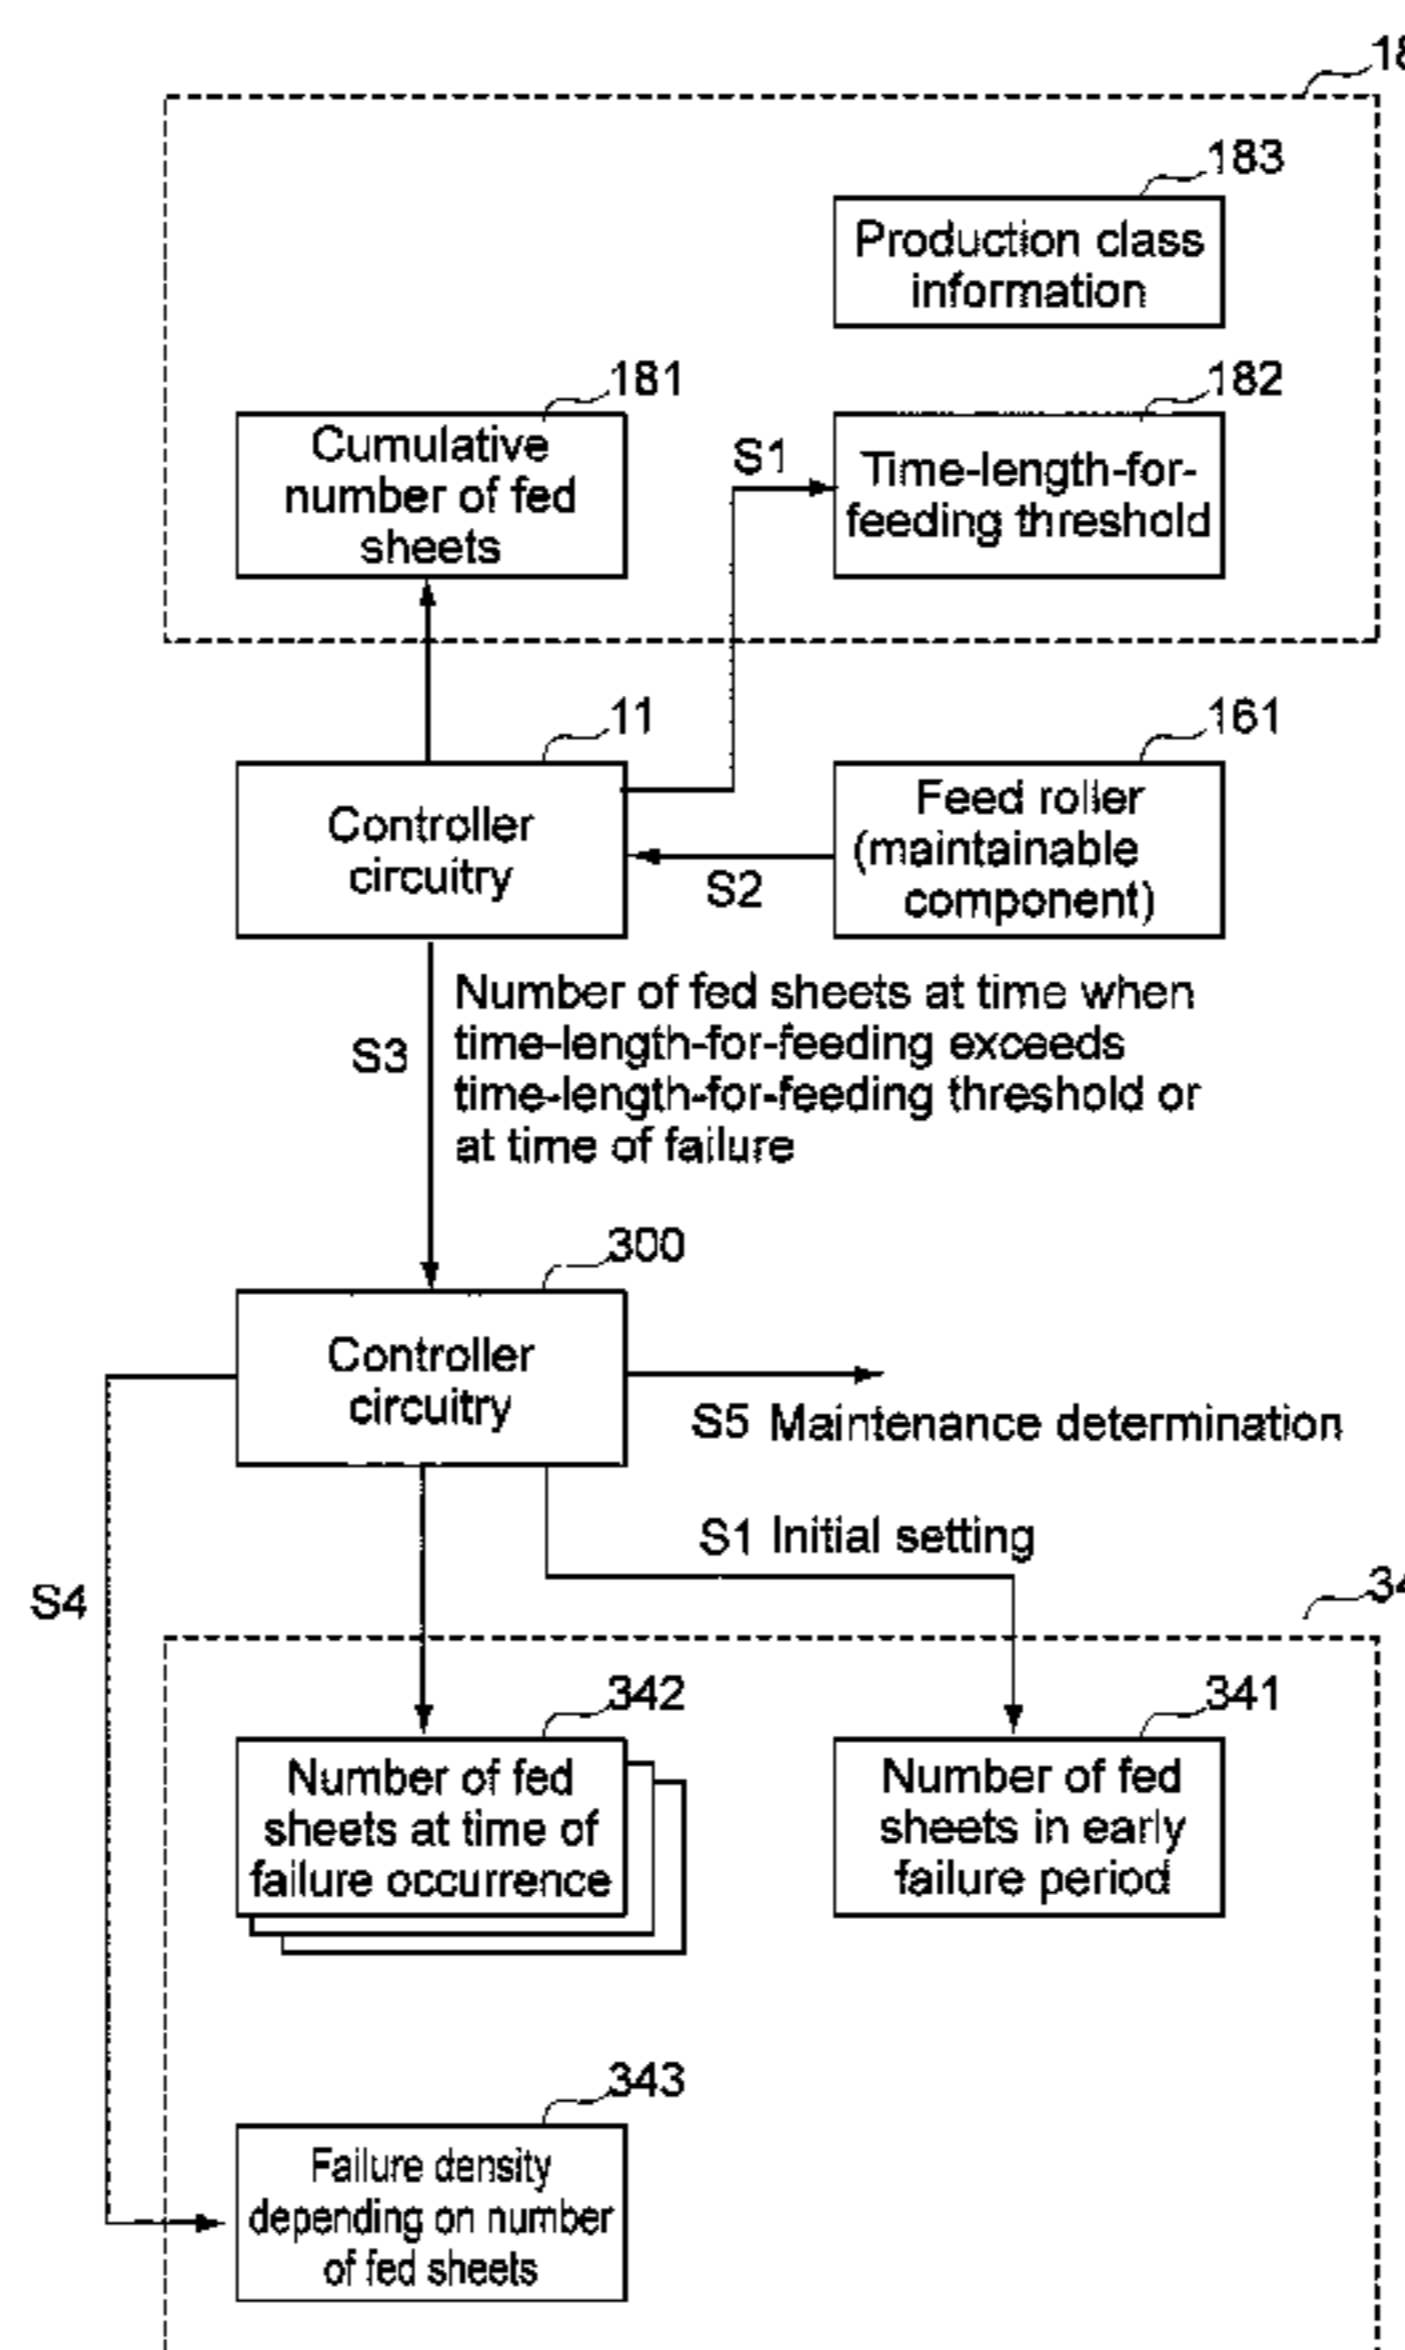 183
Production class
information
181
Cumulative
number of fed
sheets
182
S1
Time-length-for-
feeding threshold
11
Controller
circuitry
161
Feed roller
(maintainable
component)
S2
S3
Number of fed sheets at time when
time-length-for-feeding exceeds
time-length-for-feeding threshold or
at time of failure
300
Controller
circuitry
S5 Maintenance determination
S1 Initial setting
S4
342
Number of fed
sheets at time of
failure occurrence
341
Number of fed
sheets in early
failure period
343
Failure density
depending on number
of fed sheets